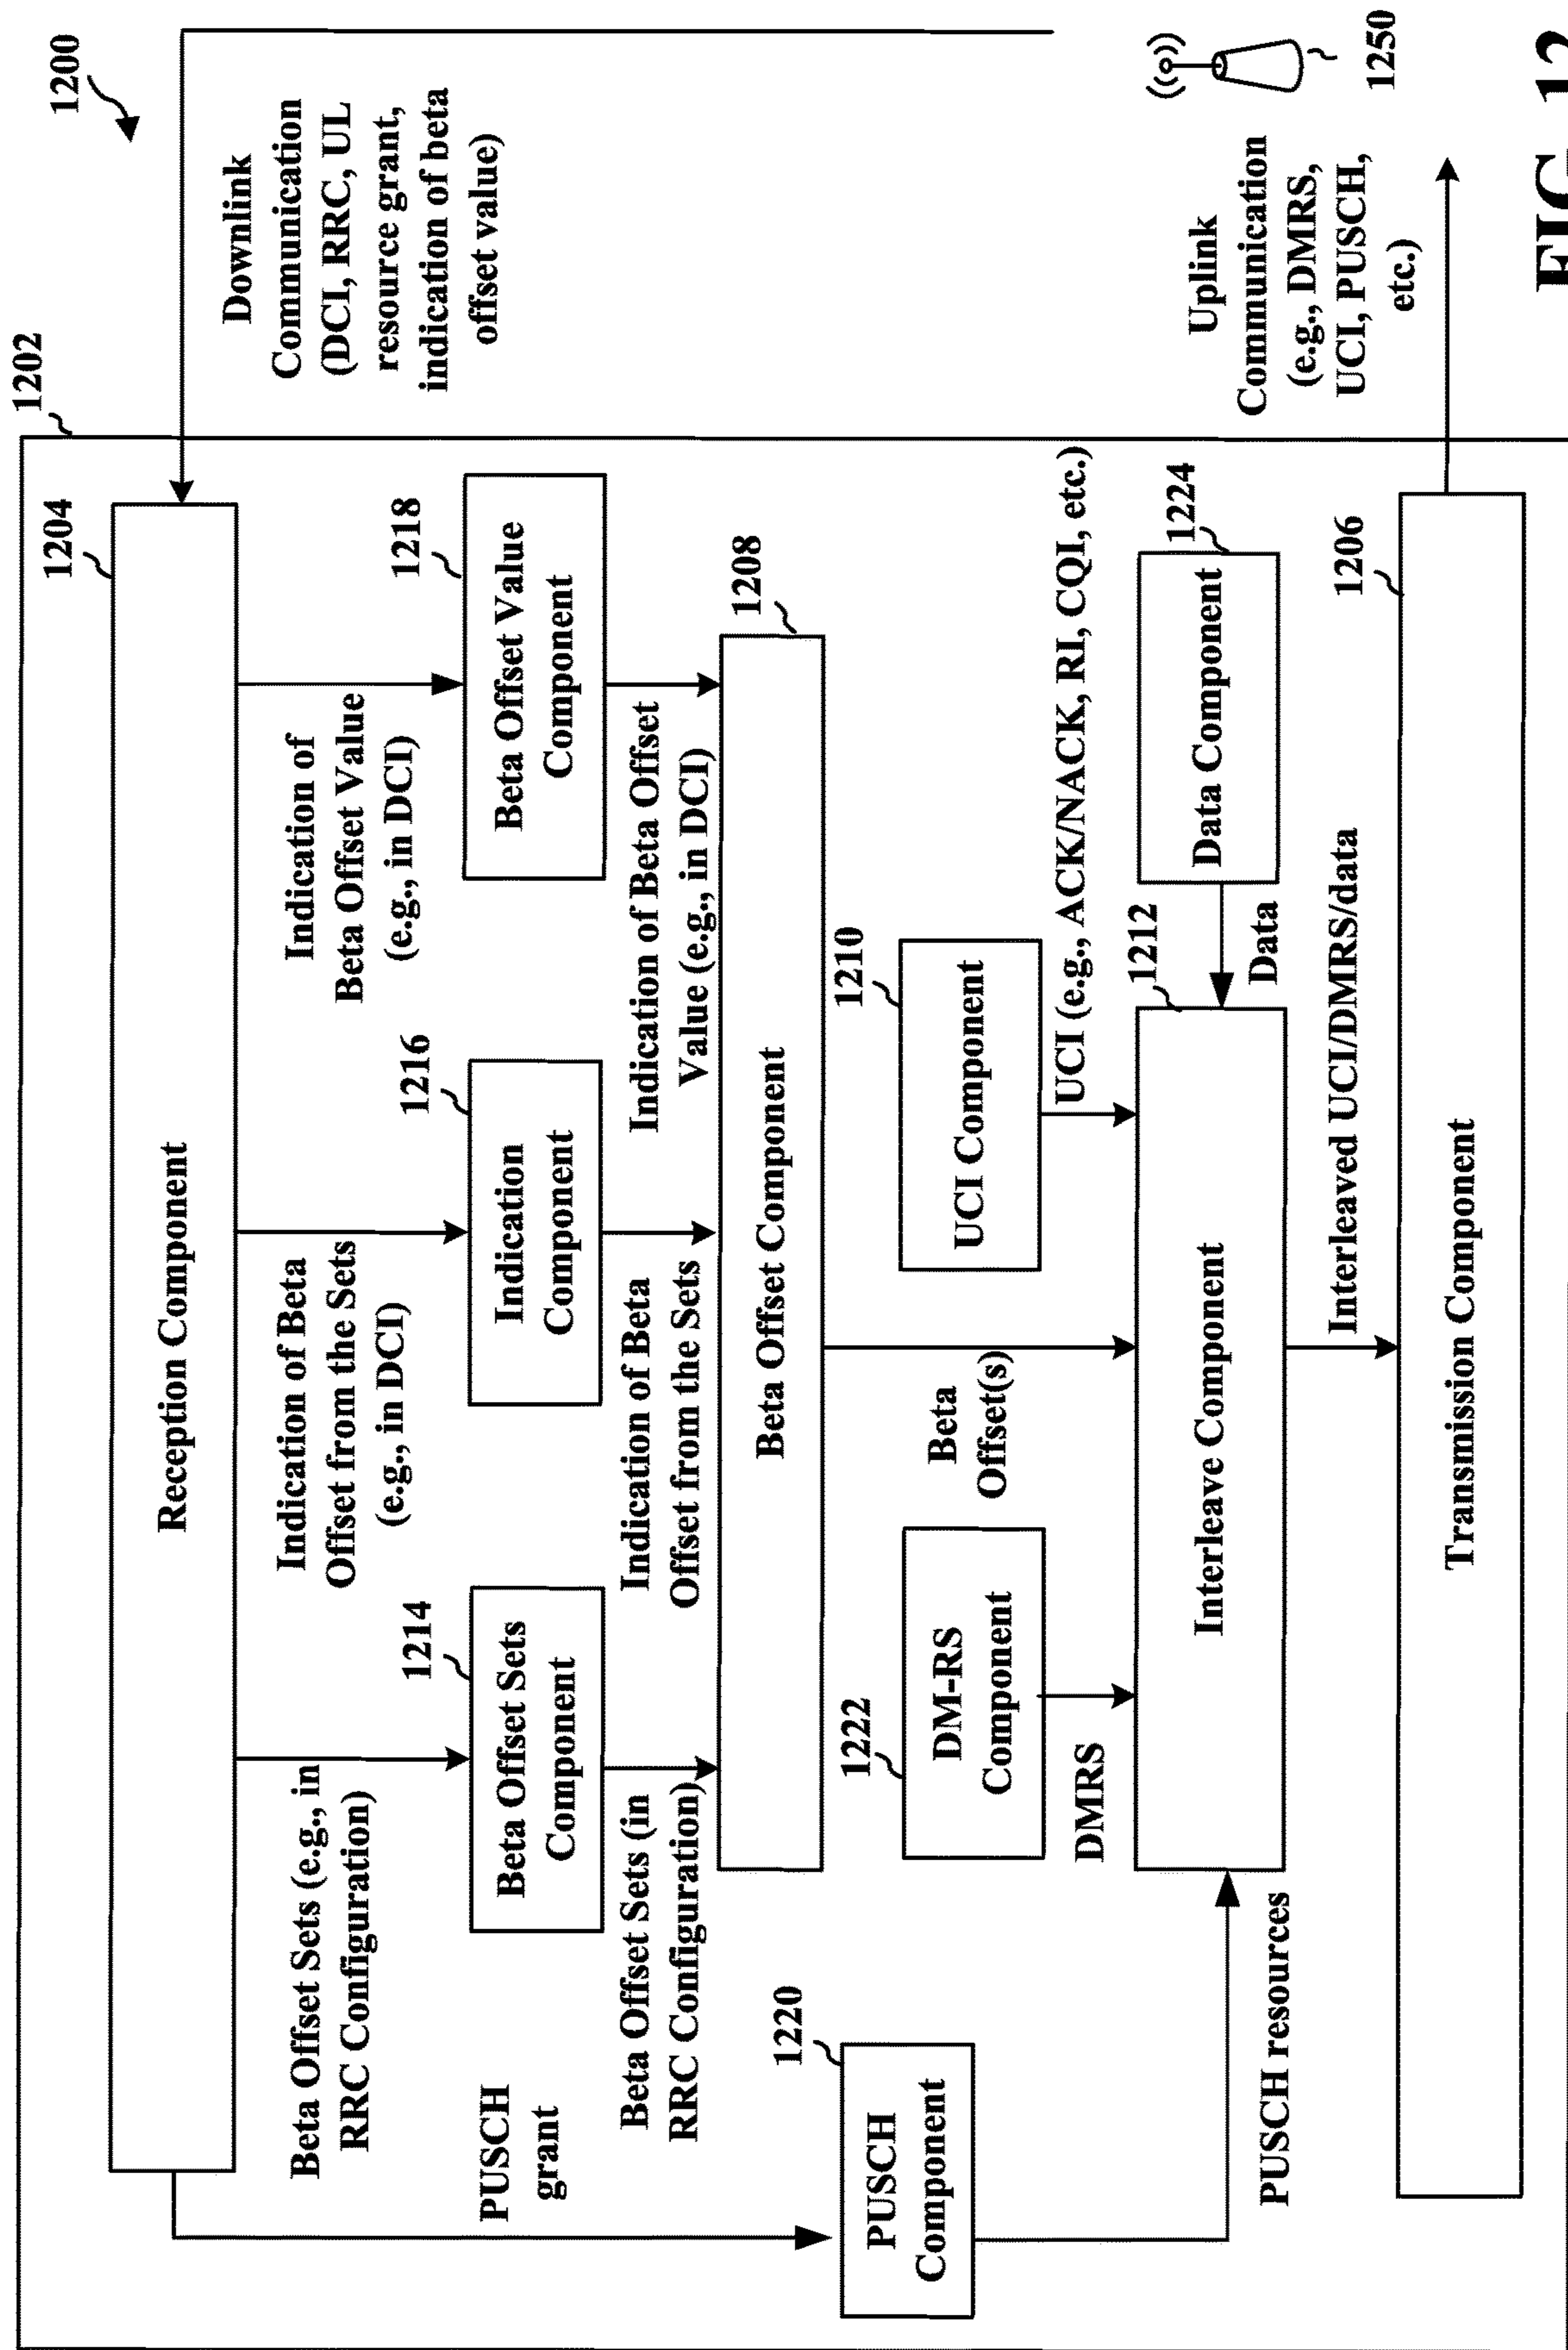 1200
1202
Downlink
Communication
(DCI, RRC, UL
resource grant,
indication of beta
offset value)
1204
Reception Component
Beta Offset Sets (e.g., in
RRC Configuration)
Indication of Beta
Offset from the Sets
(e.g., in DCI)
Indication of
Beta Offset Value
(e.g., in DCI)
PUSCH
grant
1214
Beta Offset Sets
Component
1216
Indication
Component
1218
Beta Offset Value
Component
Beta Offset Sets (in
RRC Configuration)
Indication of Beta
Offset from the Sets
Indication of Beta Offset
Value (e.g., in DCI)
1208
Beta Offset Component
1220
PUSCH
Component
1222
DM-RS
Component
Beta
Offset(s)
1210
UCI Component
DMRS
UCI (e.g., ACK/NACK, RI, CQI, etc.)
1212
Interleave Component
1224
Data Component
Data
PUSCH resources
Interleaved UCI/DMRS/data
1206
Transmission Component
Uplink
Communication
(e.g., DMRS,
UCI, PUSCH,
etc.)
1250
FIG. 12